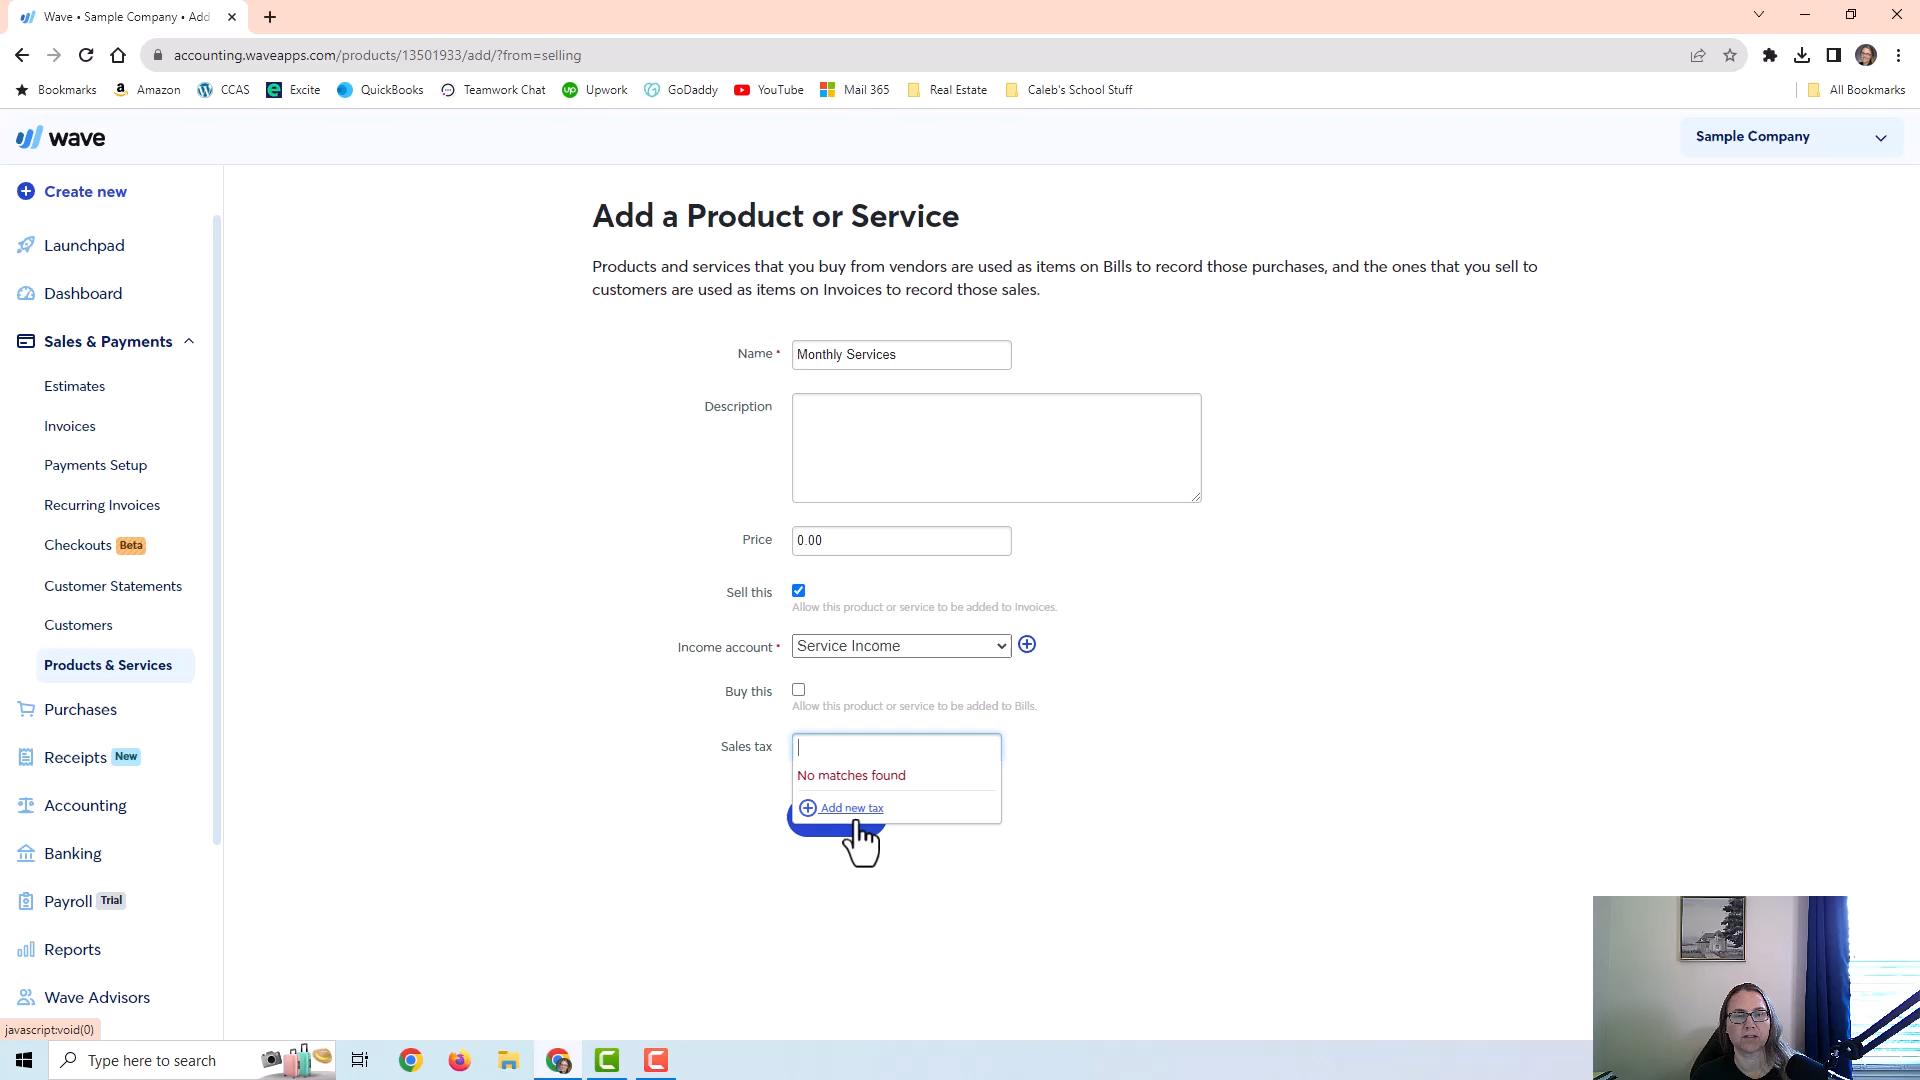 Wave • Sample Company • Add
accounting.waveapps.com/products/13501933/add/?from=selling
Bookmarks
Amazon
CCAS
Excite
QuickBooks
Teamwork Chat
Upwork
GoDaddy
YouTube
Mail 365
Real Estate
Caleb's School Stuff
All Bookmarks
wave
Sample Company
Create new
Launchpad
Dashboard
Sales & Payments
Estimates
Invoices
Payments Setup
Recurring Invoices
Checkouts Beta
Customer Statements
Customers
Products & Services
Purchases
Receipts New
Accounting
Banking
Payroll Trial
Reports
Wave Advisors
javascript:void(0)
Add a Product or Service
Products and services that you buy from vendors are used as items on Bills to record those purchases, and the ones that you sell to
customers are used as items on Invoices to record those sales.
Name * Monthly Services
Description
Price 0.00
Sell this
Allow this product or service to be added to Invoices.
Income account * Service Income
Buy this
Allow this product or service to be added to Bills.
Sales tax
No matches found
Add new tax
Type here to search